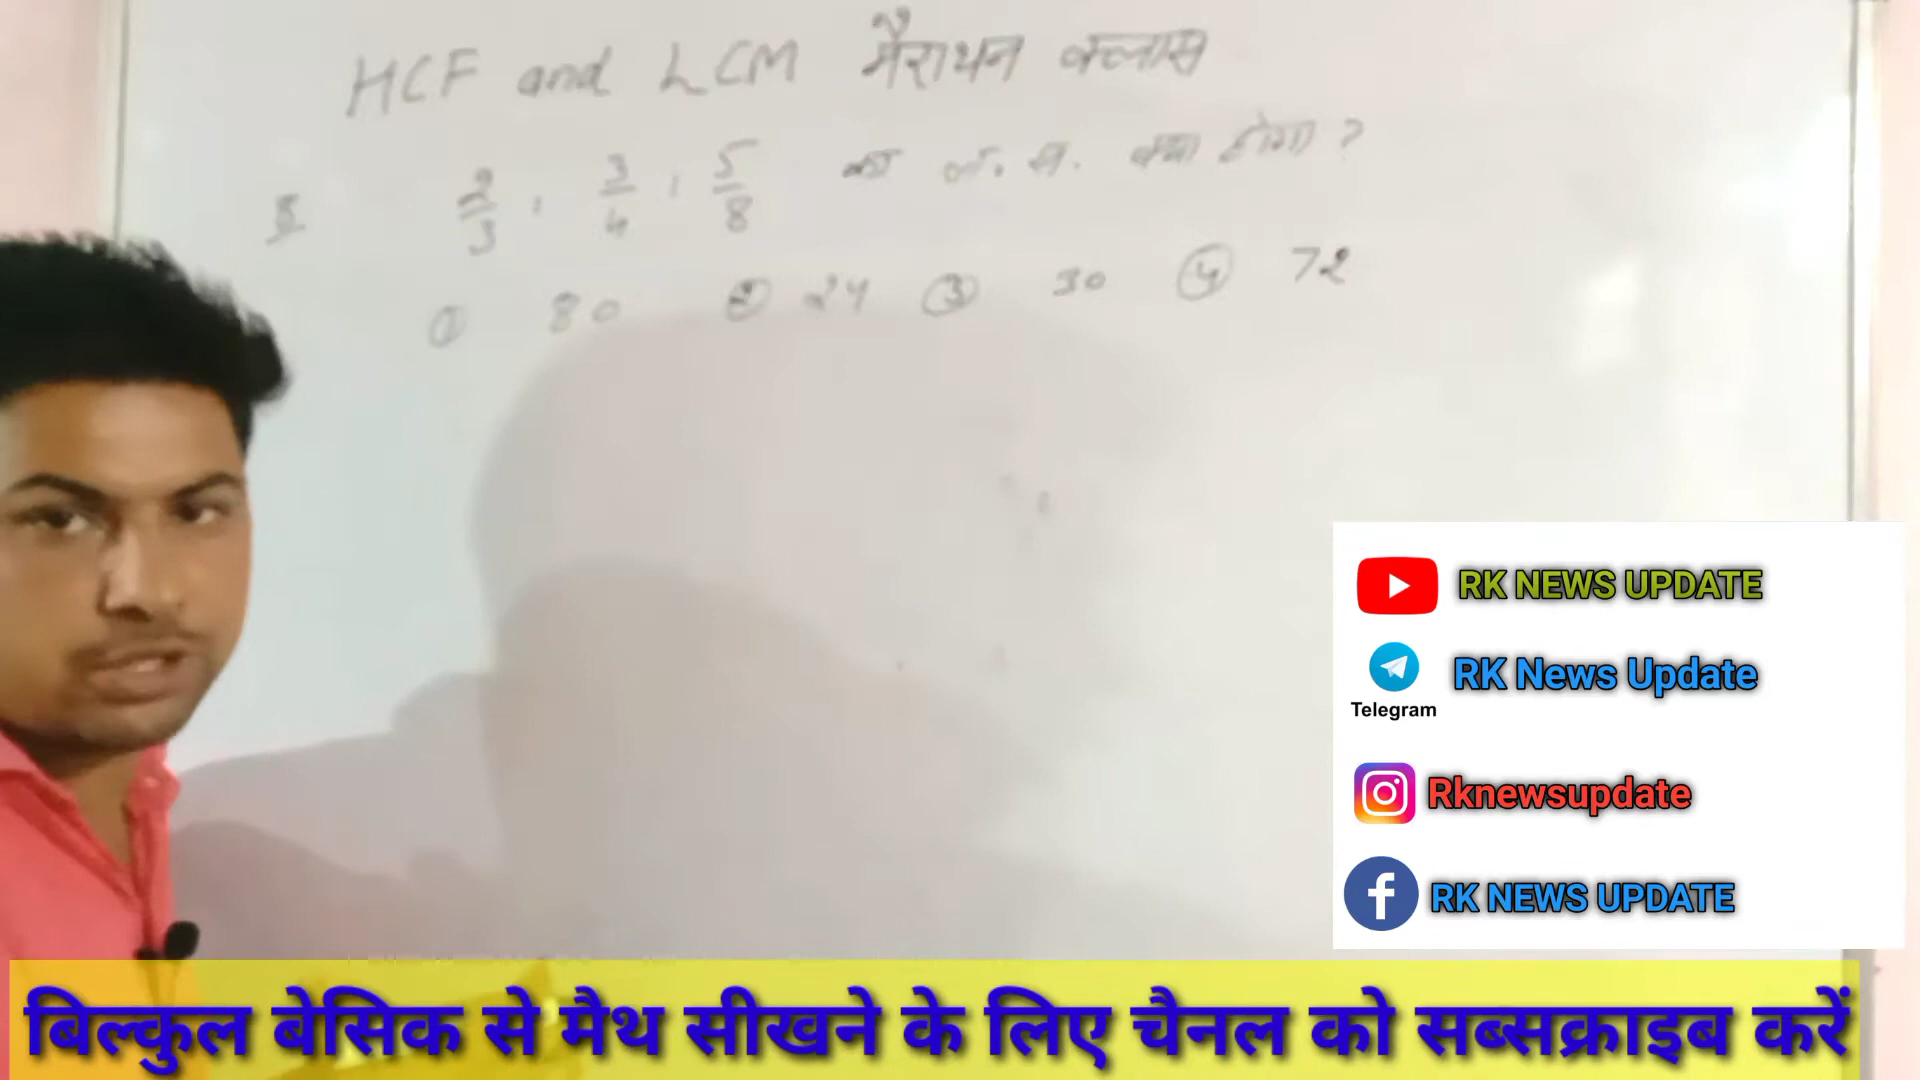 HCF and LCM मैराथन क्लास
2/3 , 3/4 , 5/8 का ल. स. क्या होगा ?
① 80 ② 24 ③ 30 ④ 72
RK NEWS UPDATE
RK News Update
Telegram
Rknewsupdate
RK NEWS UPDATE
बिल्कुल बेसिक से मैथ सीखने के लिए चैनल को सब्सक्राइब करें